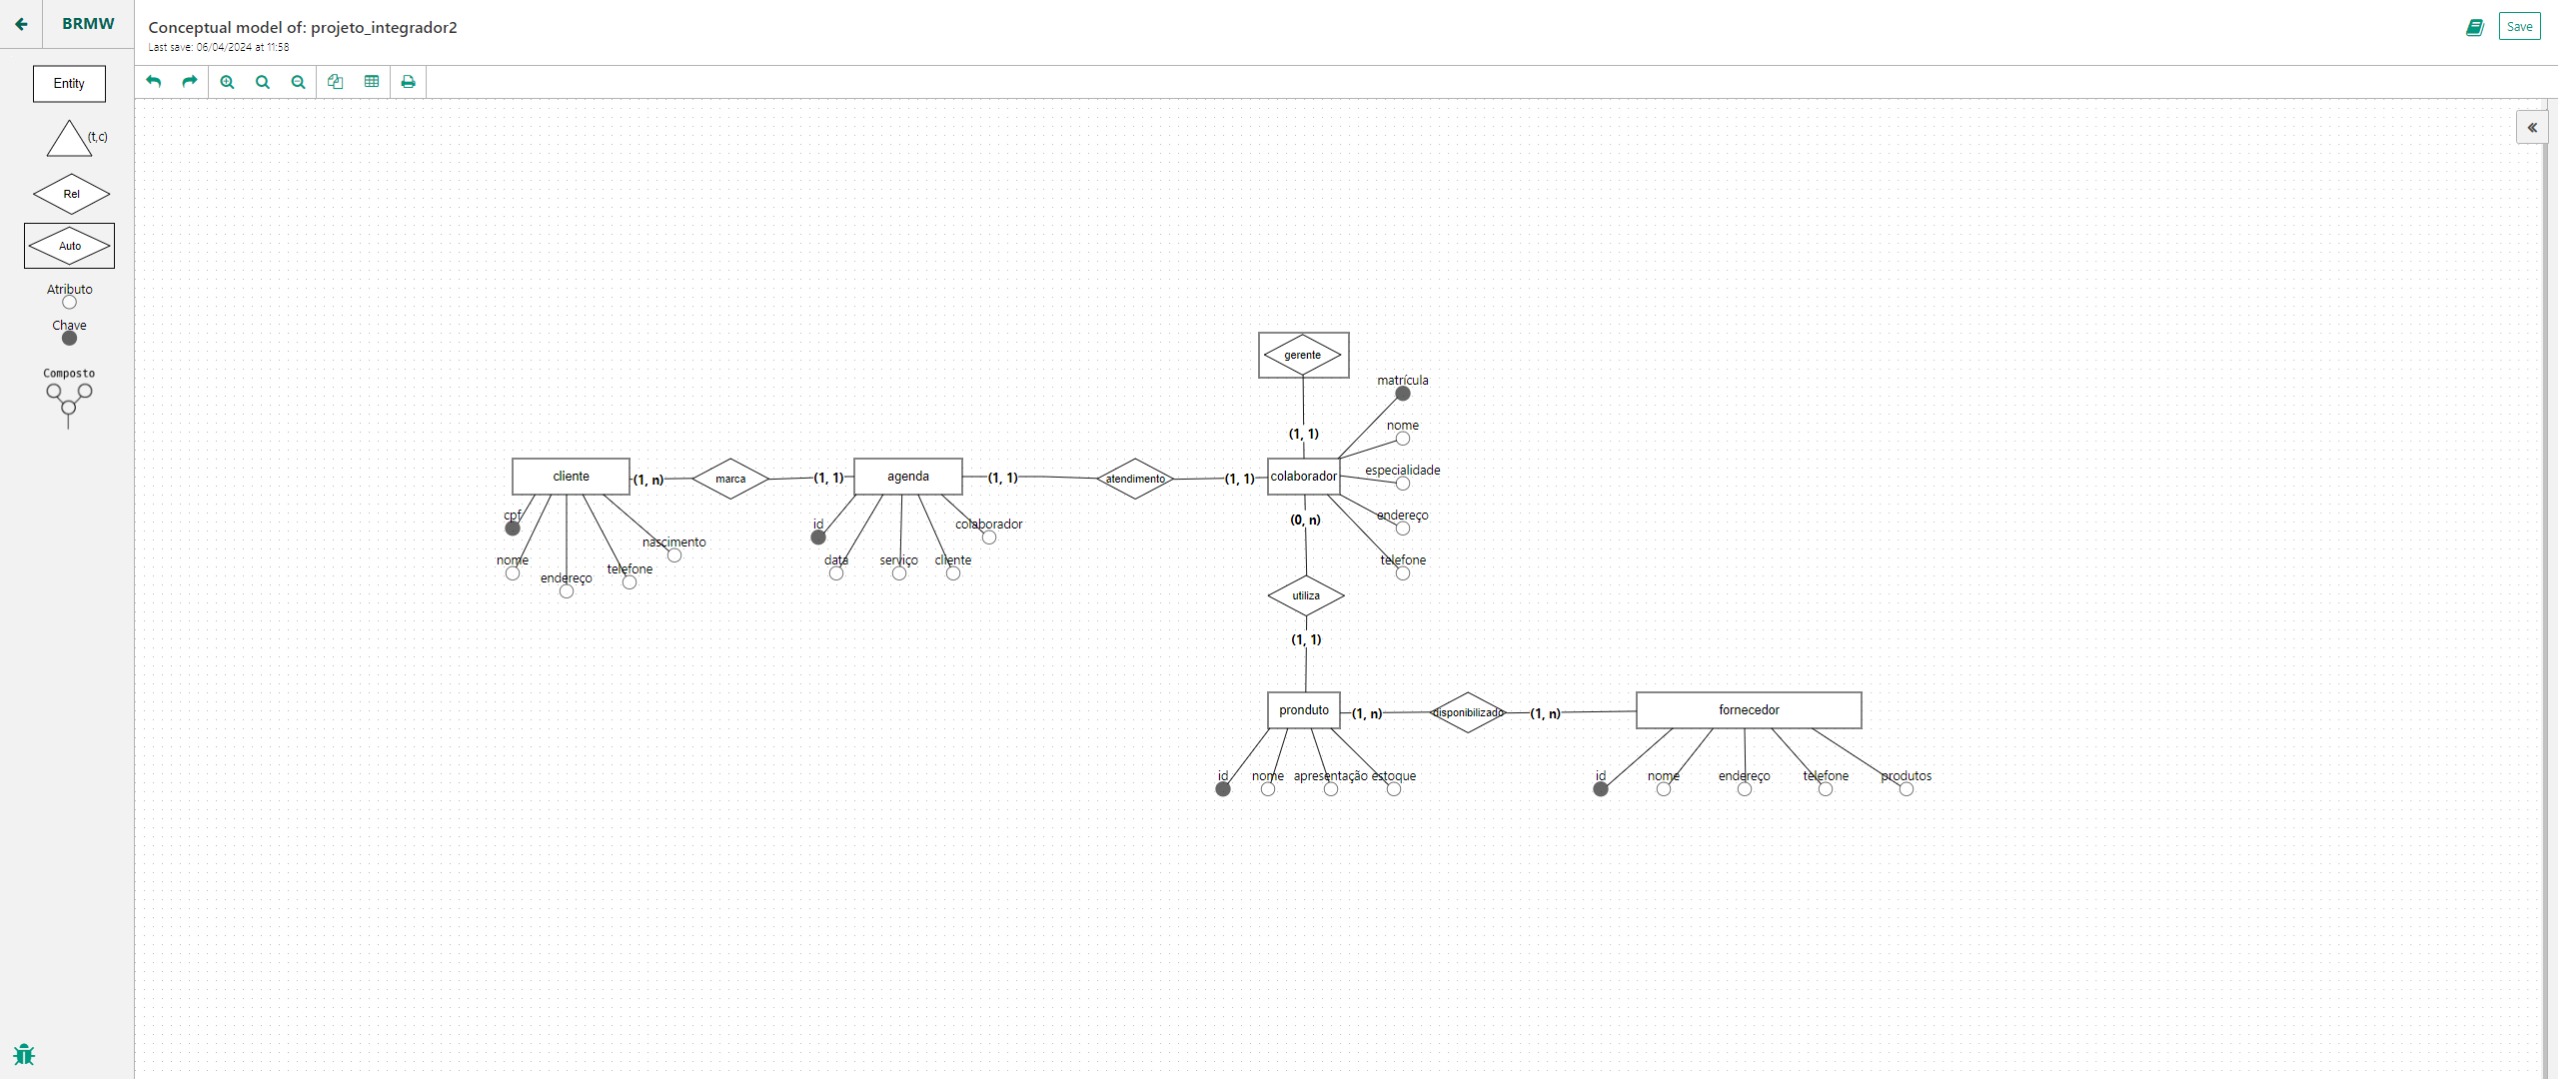 BRMW
Conceptual model of: projeto_integrador2
Last save: 06/04/2024 at 11:58
Save
Entity
(t,c)
Rel
Auto
Atributo
Chave
Composto
gerente
(1, 1)
matrícula
nome
especialidade
endereço
telefone
cliente
(1, n)
marca
(1, 1)
agenda
(1, 1)
atendimento
(1, 1)
colaborador
cpf
nome
endereço
telefone
nascimento
id
data
serviço
cliente
colaborador
(0, n)
utiliza
(1, 1)
pronduto
(1, n)
disponibilizado
(1, n)
fornecedor
id
nome
apresentação
estoque
id
nome
endereço
telefone
produtos